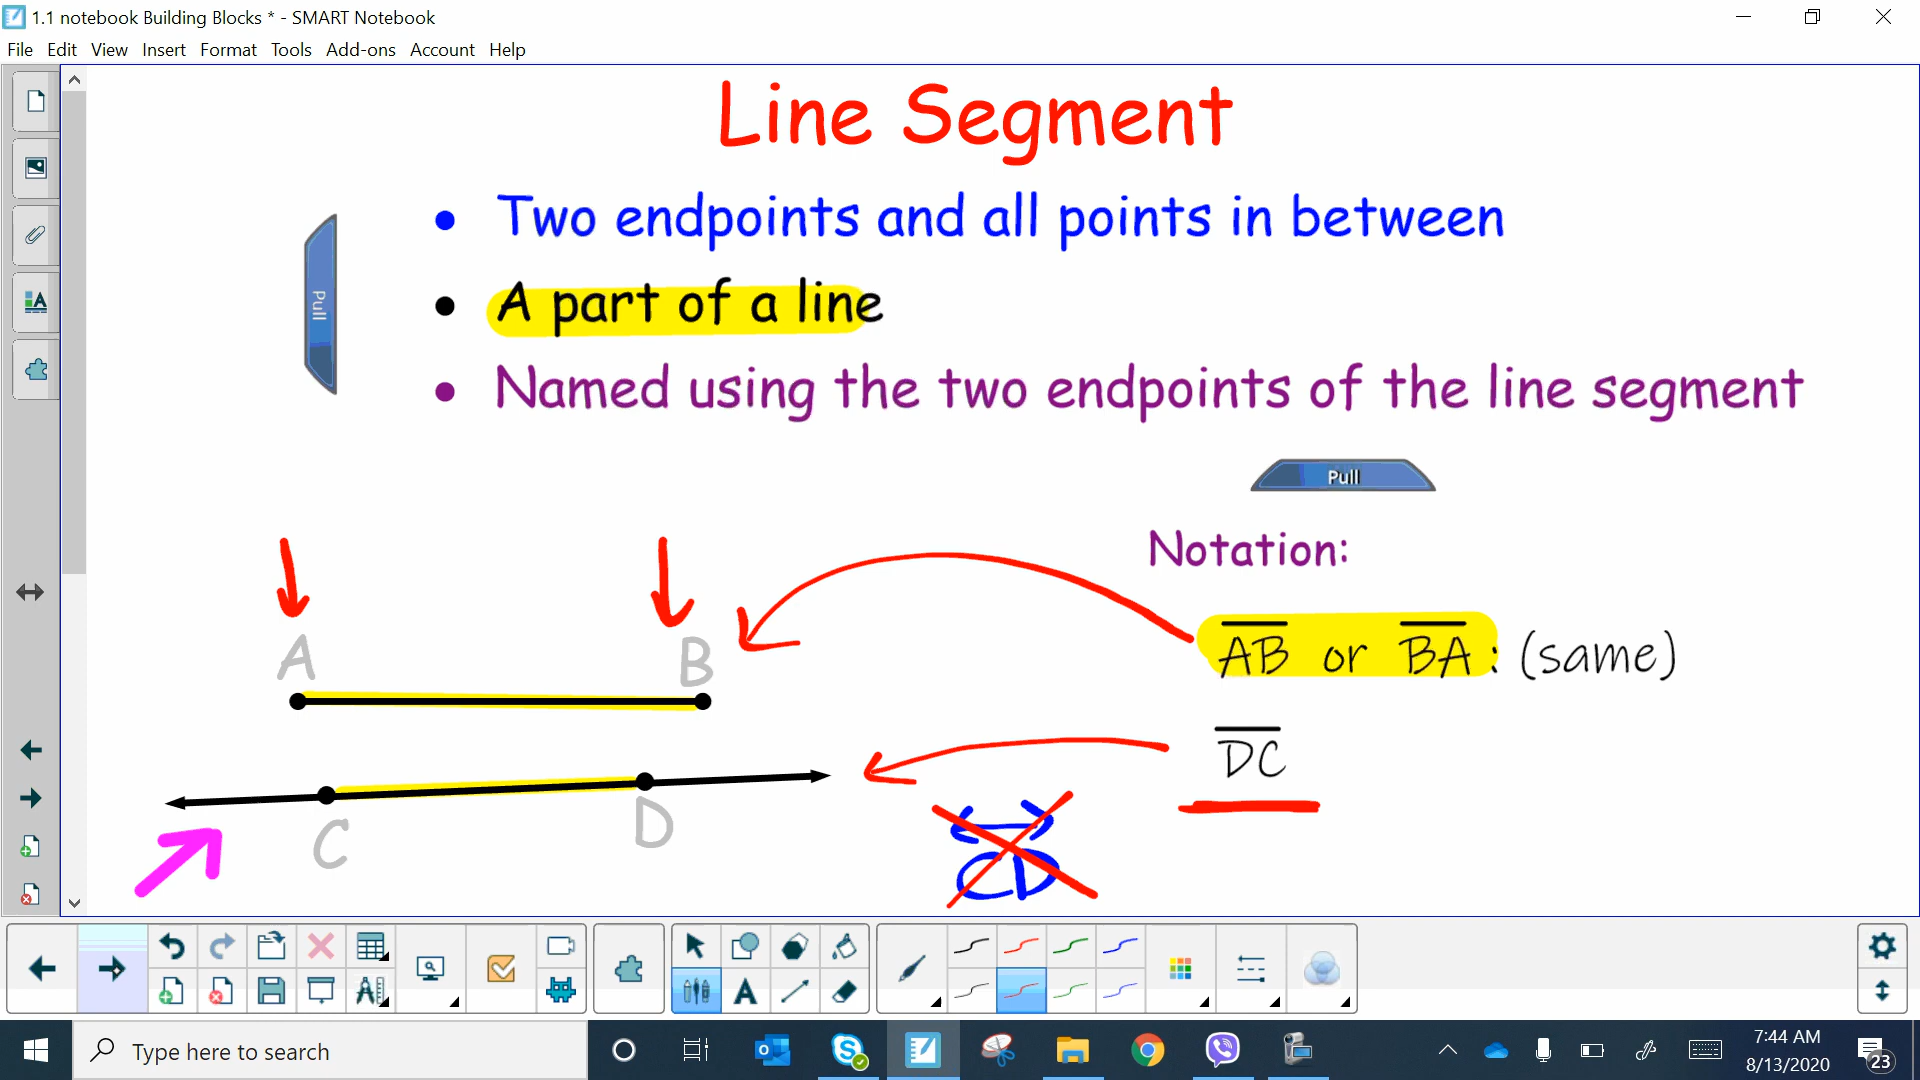 1.1 notebook Building Blocks * - SMART Notebook
File Edit View Insert Format Tools Add-ons Account Help
Line Segment
• Two endpoints and all points in between
• A part of a line
• Named using the two endpoints of the line segment
Pull
Pull
Notation:
A B
AB or BA : (same)
DC
C D
CD
Type here to search
7:44 AM
8/13/2020
23